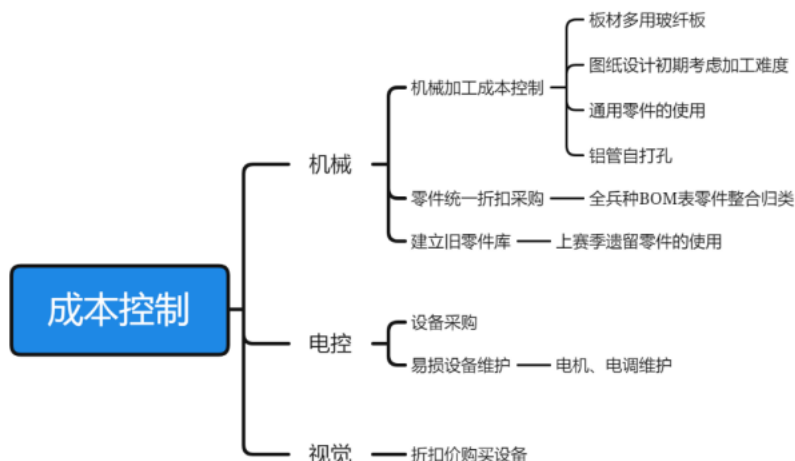 成本控制
机械
机械加工成本控制
板材多用玻纤板
图纸设计初期考虑加工难度
通用零件的使用
铝管自打孔
零件统一折扣采购
全兵种BOM表零件整合归类
建立旧零件库
上赛季遗留零件的使用
电控
设备采购
易损设备维护
电机、电调维护
视觉
折扣价购买设备